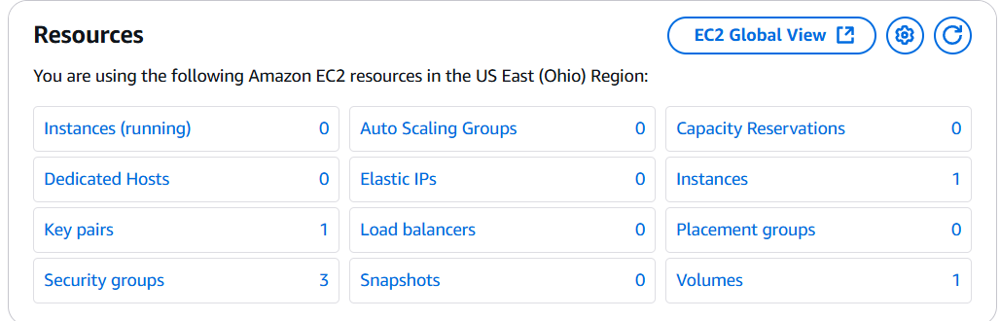 Resources
EC2 Global View
You are using the following Amazon EC2 resources in the US East (Ohio) Region:
Instances (running) 0 Auto Scaling Groups 0 Capacity Reservations 0
Dedicated Hosts 0 Elastic IPs 0 Instances 1
Key pairs 1 Load balancers 0 Placement groups 0
Security groups 3 Snapshots 0 Volumes 1